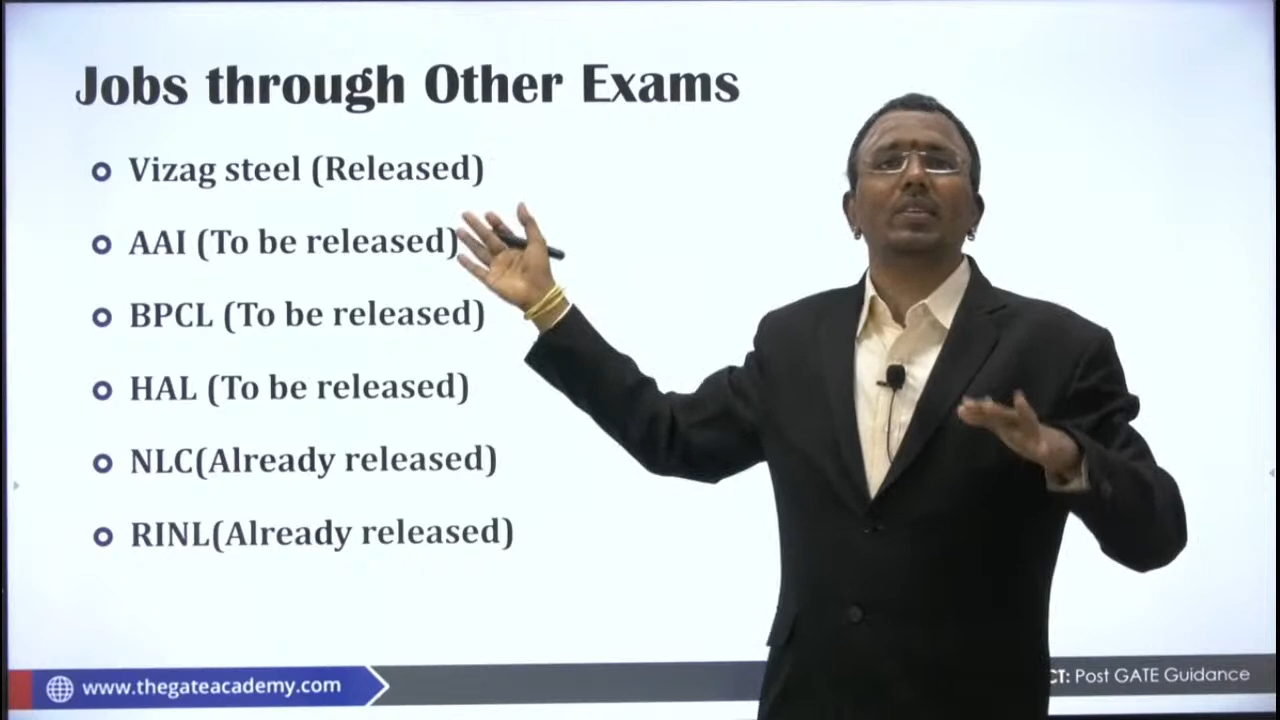 Jobs through Other Exams
Vizag steel (Released)
AAI (To be released)
BPCL (To be released)
HAL (To be released)
NLC(Already released)
RINL(Already released)
www.thegateacademy.com
CT: Post GATE Guidance